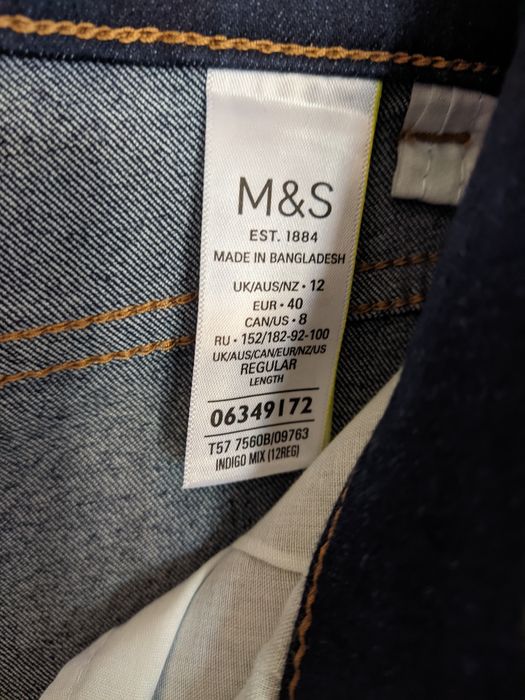 M&S
EST. 1884
MADE IN BANGLADESH
UK/AUS/NZ • 12
EUR • 40
CAN/US • 8
RU • 152/182-92-100
UK/AUS/CAN/EUR/NZ/US
REGULAR
LENGTH
06349172
T57 7560B/09763
INDIGO MIX (12REG)